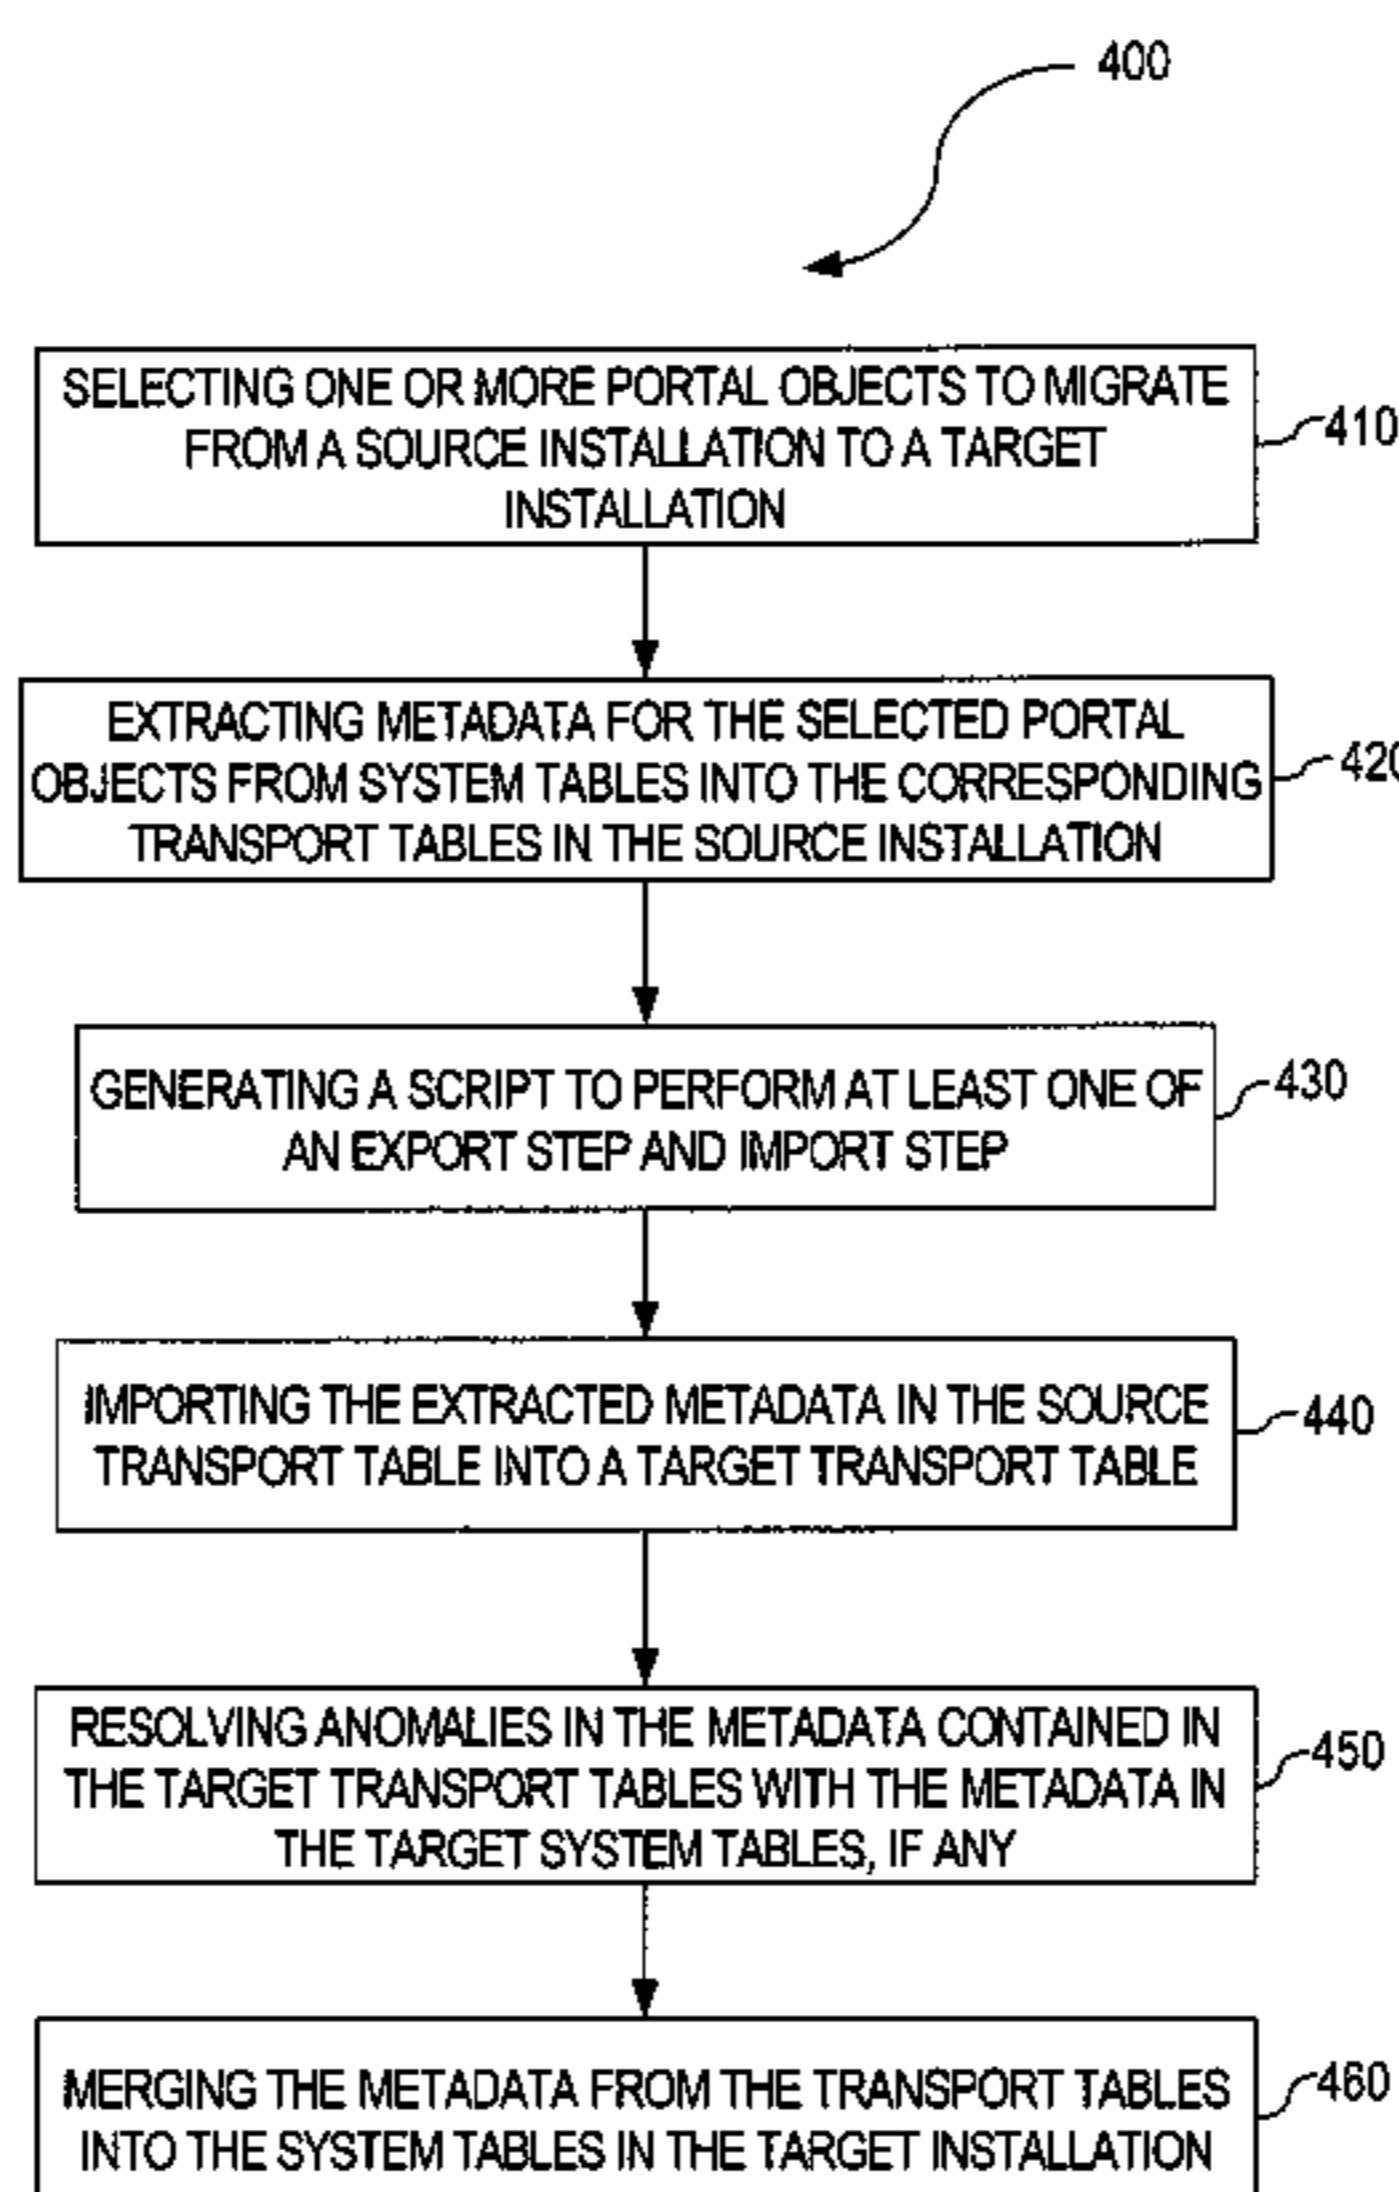 400
SELECTING ONE OR MORE PORTAL OBJECTS TO MIGRATE
FROM A SOURCE INSTALLATION TO A TARGET
INSTALLATION
410
EXTRACTING METADATA FOR THE SELECTED PORTAL
OBJECTS FROM SYSTEM TABLES INTO THE CORRESPONDING
TRANSPORT TABLES IN THE SOURCE INSTALLATION
420
GENERATING A SCRIPT TO PERFORM AT LEAST ONE OF
AN EXPORT STEP AND IMPORT STEP
430
IMPORTING THE EXTRACTED METADATA IN THE SOURCE
TRANSPORT TABLE INTO A TARGET TRANSPORT TABLE
440
RESOLVING ANOMALIES IN THE METADATA CONTAINED IN
THE TARGET TRANSPORT TABLES WITH THE METADATA IN
THE TARGET SYSTEM TABLES, IF ANY
450
MERGING THE METADATA FROM THE TRANSPORT TABLES
INTO THE SYSTEM TABLES IN THE TARGET INSTALLATION
460